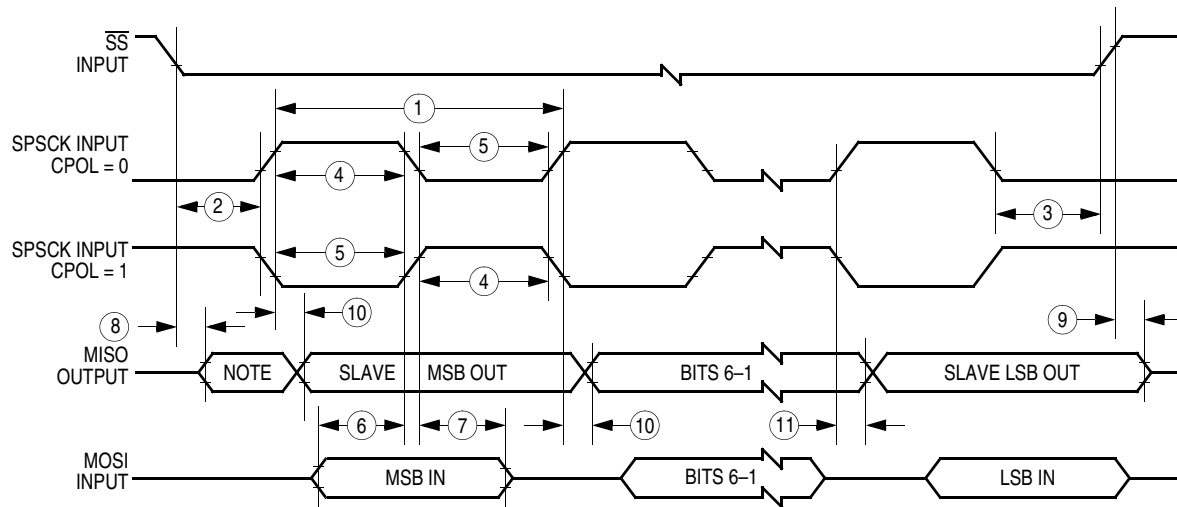 SS
INPUT
1
SPSCK INPUT
CPOL = 0
5
4
2
3
SPSCK INPUT
CPOL = 1
5
4
8
10
9
MISO
OUTPUT
NOTE
SLAVE
MSB OUT
BITS 6–1
SLAVE LSB OUT
6
7
10
11
MOSI
INPUT
MSB IN
BITS 6–1
LSB IN